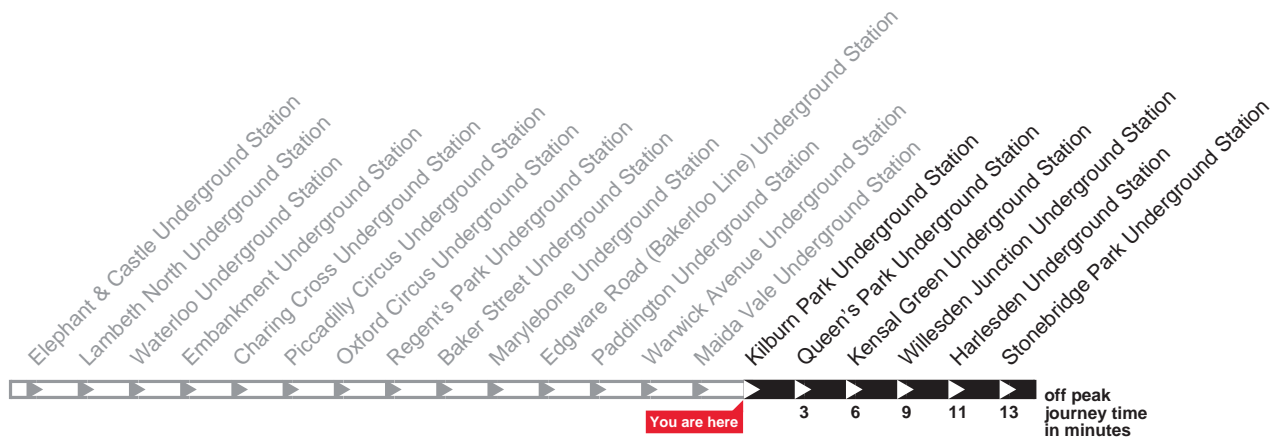 Elephant & Castle Underground Station
Lambeth North Underground Station
Waterloo Underground Station
Embankment Underground Station
Charing Cross Underground Station
Piccadilly Circus Underground Station
Oxford Circus Underground Station
Regent's Park Underground Station
Baker Street Underground Station
Marylebone Underground Station
Edgware Road (Bakerloo Line) Underground Station
Paddington Underground Station
Warwick Avenue Underground Station
Maida Vale Underground Station
Kilburn Park Underground Station
Queen's Park Underground Station
Kensal Green Underground Station
Willesden Junction Underground Station
Harlesden Underground Station
Stonebridge Park Underground Station
You are here
3 6 9 11 13
off peak
journey time
in minutes